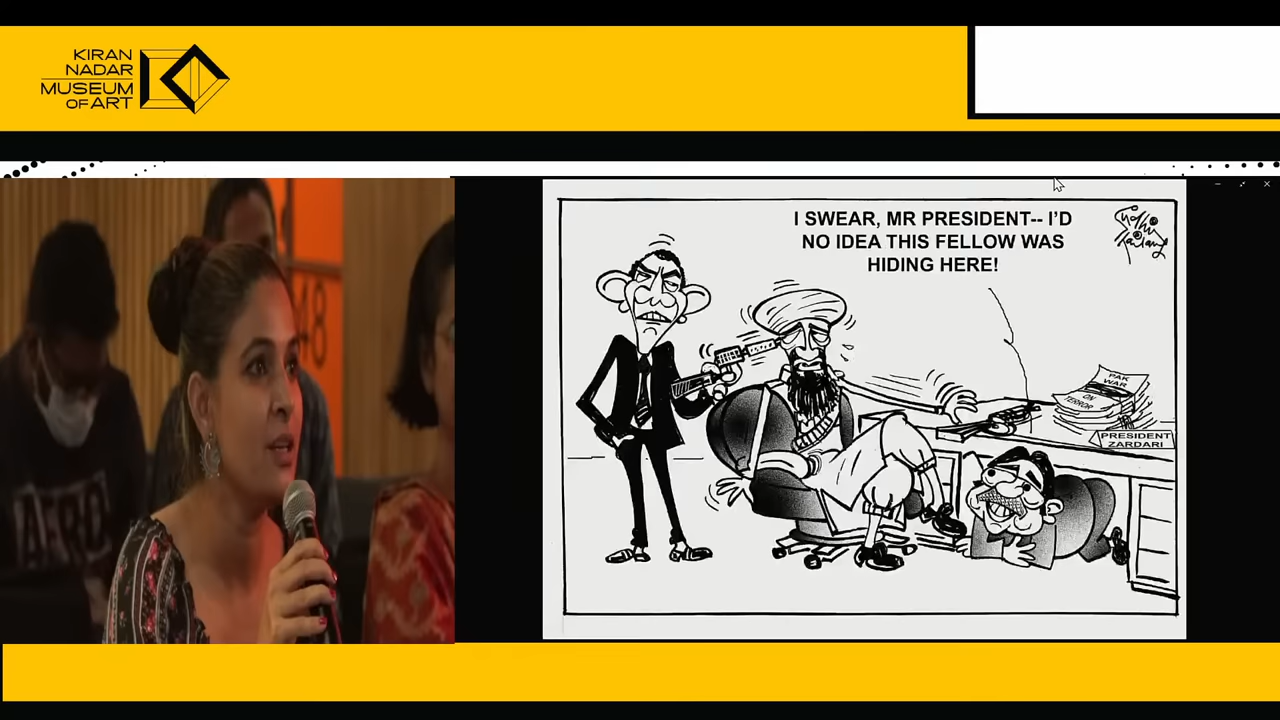 KIRAN
NADAR
MUSEUM
OF ART
I SWEAR, MR PRESIDENT-- I'D
NO IDEA THIS FELLOW WAS
HIDING HERE!
PAK
WAR
ON
TERROR
PRESIDENT
ZARDARI
AFRO